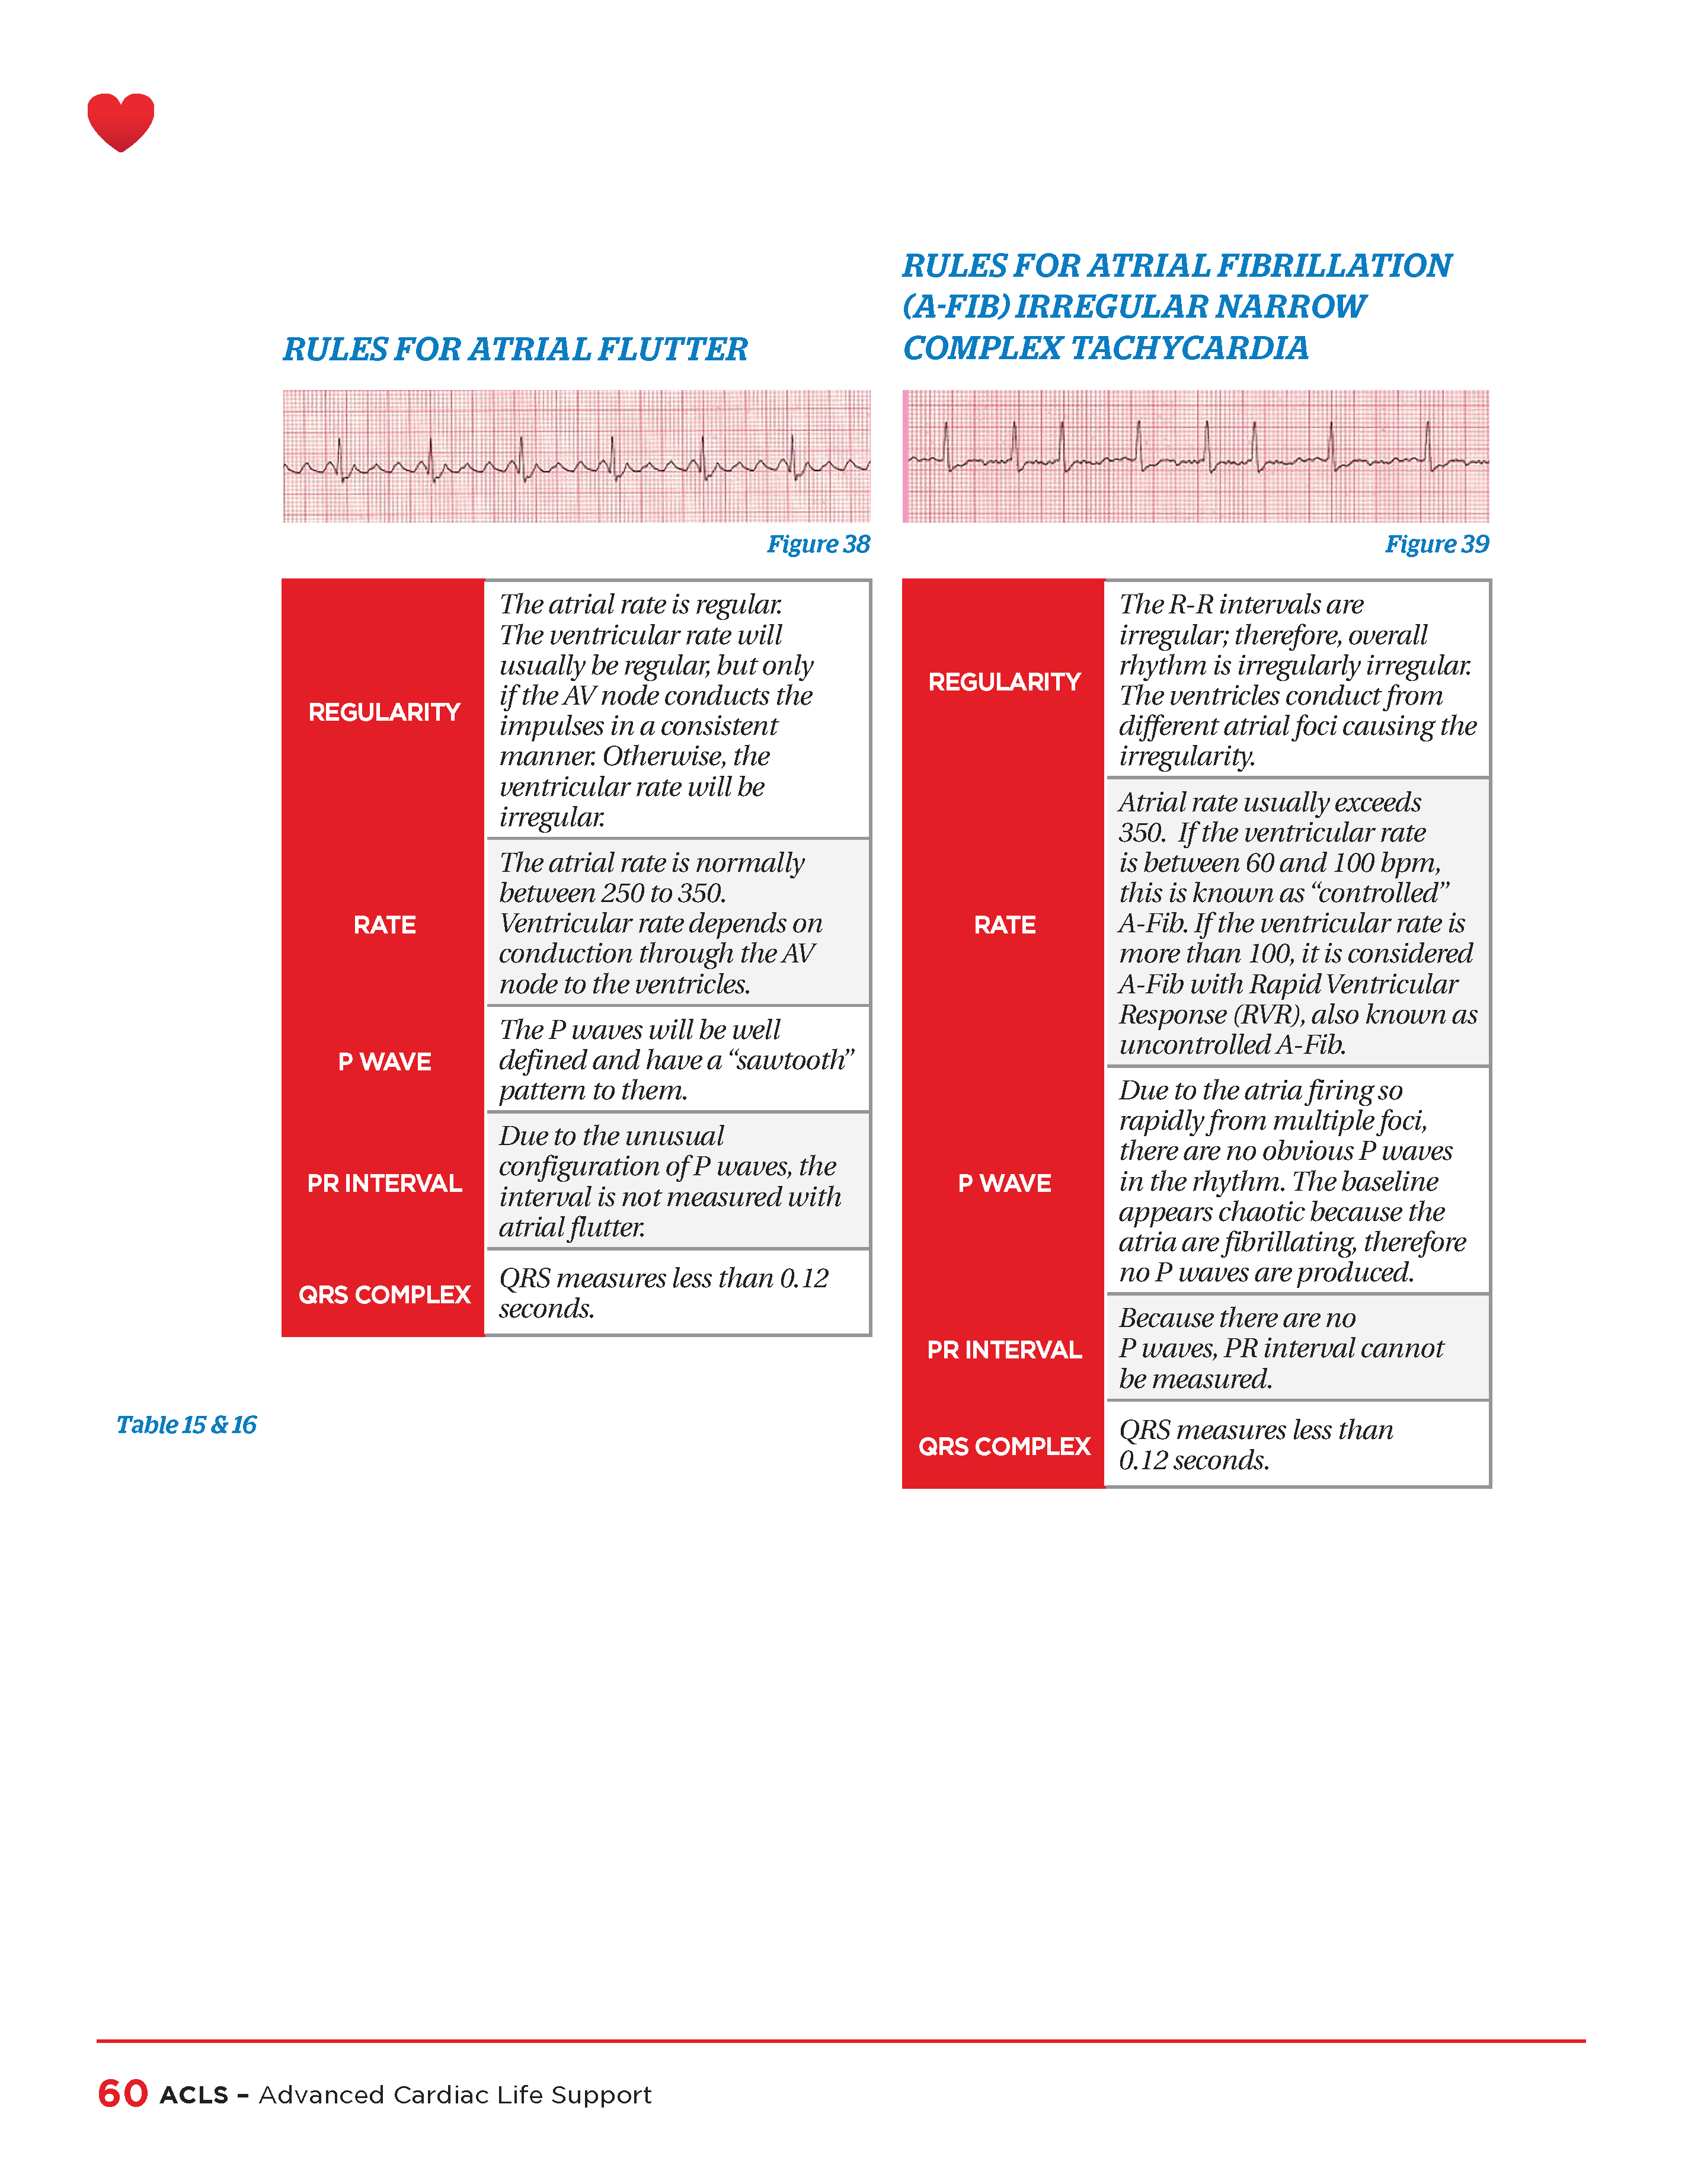 RULES FOR ATRIAL FLUTTER
Figure 38
REGULARITY
The atrial rate is regular.
The ventricular rate will
usually be regular, but only
if the AV node conducts the
impulses in a consistent
manner. Otherwise, the
ventricular rate will be
irregular.
RATE
The atrial rate is normally
between 250 to 350.
Ventricular rate depends on
conduction through the AV
node to the ventricles.
P WAVE
The P waves will be well
defined and have a “sawtooth”
pattern to them.
PR INTERVAL
Due to the unusual
configuration of P waves, the
interval is not measured with
atrial flutter.
QRS COMPLEX
QRS measures less than 0.12
seconds.
RULES FOR ATRIAL FIBRILLATION
(A-FIB) IRREGULAR NARROW
COMPLEX TACHYCARDIA
Figure 39
REGULARITY
The R-R intervals are
irregular; therefore, overall
rhythm is irregularly irregular.
The ventricles conduct from
different atrial foci causing the
irregularity.
RATE
Atrial rate usually exceeds
350.  If the ventricular rate
is between 60 and 100 bpm,
this is known as “controlled”
A-Fib. If the ventricular rate is
more than 100, it is considered
A-Fib with Rapid Ventricular
Response (RVR), also known as
uncontrolled A-Fib.
P WAVE
Due to the atria firing so
rapidly from multiple foci,
there are no obvious P waves
in the rhythm. The baseline
appears chaotic because the
atria are fibrillating, therefore
no P waves are produced.
PR INTERVAL
Because there are no
P waves, PR interval cannot
be measured.
QRS COMPLEX
QRS measures less than
0.12 seconds.
Table 15 & 16
60 ACLS – Advanced Cardiac Life Support